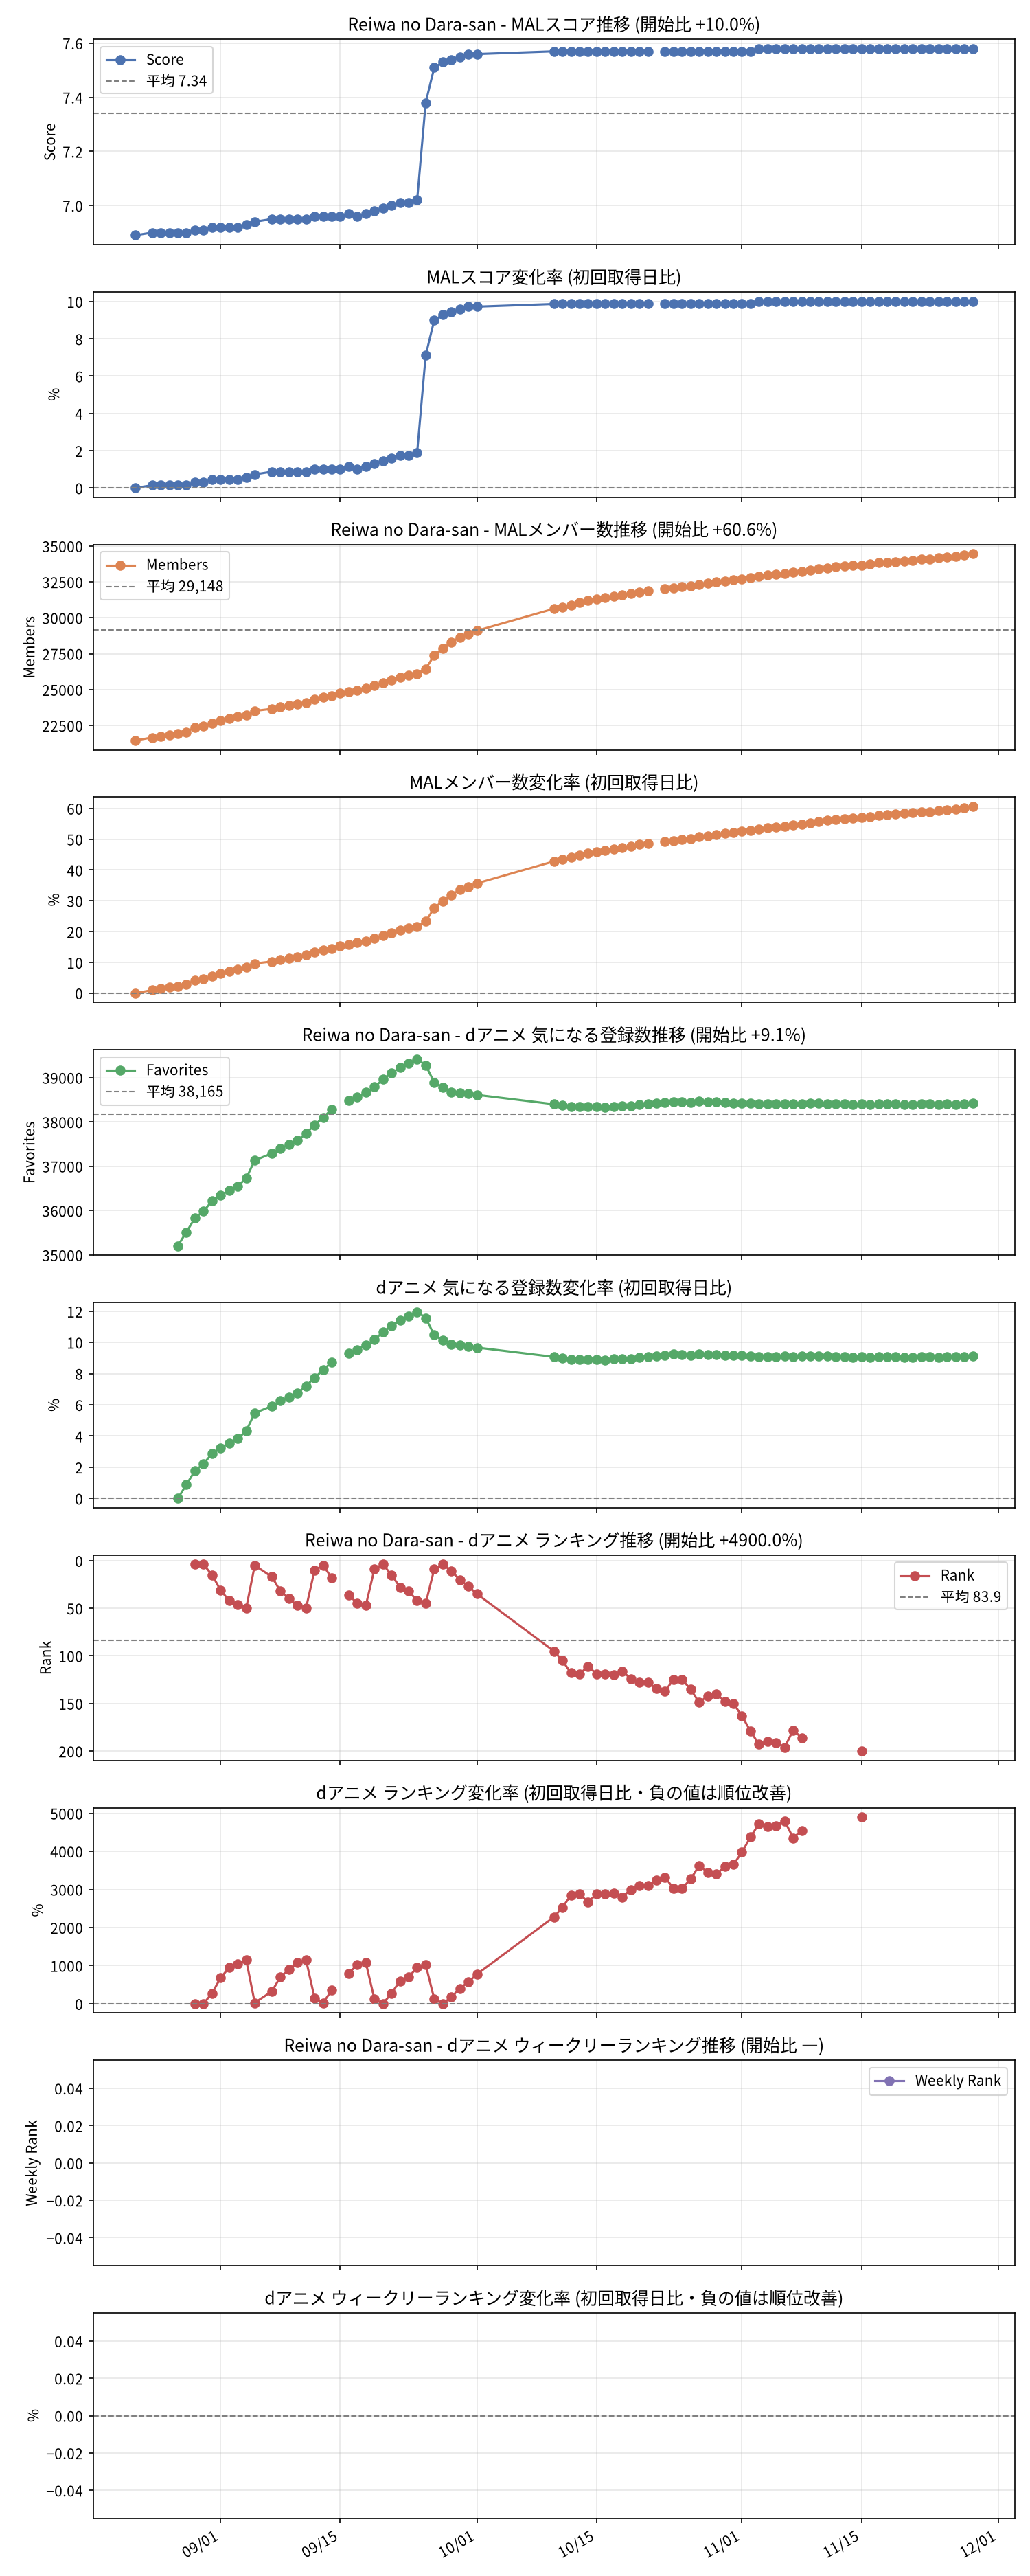 Reiwa no Dara-san - MALスコア推移 (開始比 +10.0%)
7.6
7.4
7.2
7.0
Score
Score
平均 7.34
MALスコア変化率 (初回取得日比)
10
8
6
4
2
0
%
Reiwa no Dara-san - MALメンバー数推移 (開始比 +60.6%)
35000
32500
30000
27500
25000
22500
Members
Members
平均 29,148
MALメンバー数変化率 (初回取得日比)
60
50
40
30
20
10
0
%
Reiwa no Dara-san - dアニメ 気になる登録数推移 (開始比 +9.1%)
39000
38000
37000
36000
35000
Favorites
Favorites
平均 38,165
dアニメ 気になる登録数変化率 (初回取得日比)
12
10
8
6
4
2
0
%
Reiwa no Dara-san - dアニメ ランキング推移 (開始比 +4900.0%)
0
50
100
150
200
Rank
Rank
平均 83.9
dアニメ ランキング変化率 (初回取得日比・負の値は順位改善)
5000
4000
3000
2000
1000
0
%
Reiwa no Dara-san - dアニメ ウィークリーランキング推移 (開始比 —)
0.04
0.02
0.00
−0.02
−0.04
Weekly Rank
Weekly Rank
dアニメ ウィークリーランキング変化率 (初回取得日比・負の値は順位改善)
0.04
0.02
0.00
−0.02
−0.04
%
09/01
09/15
10/01
10/15
11/01
11/15
12/01